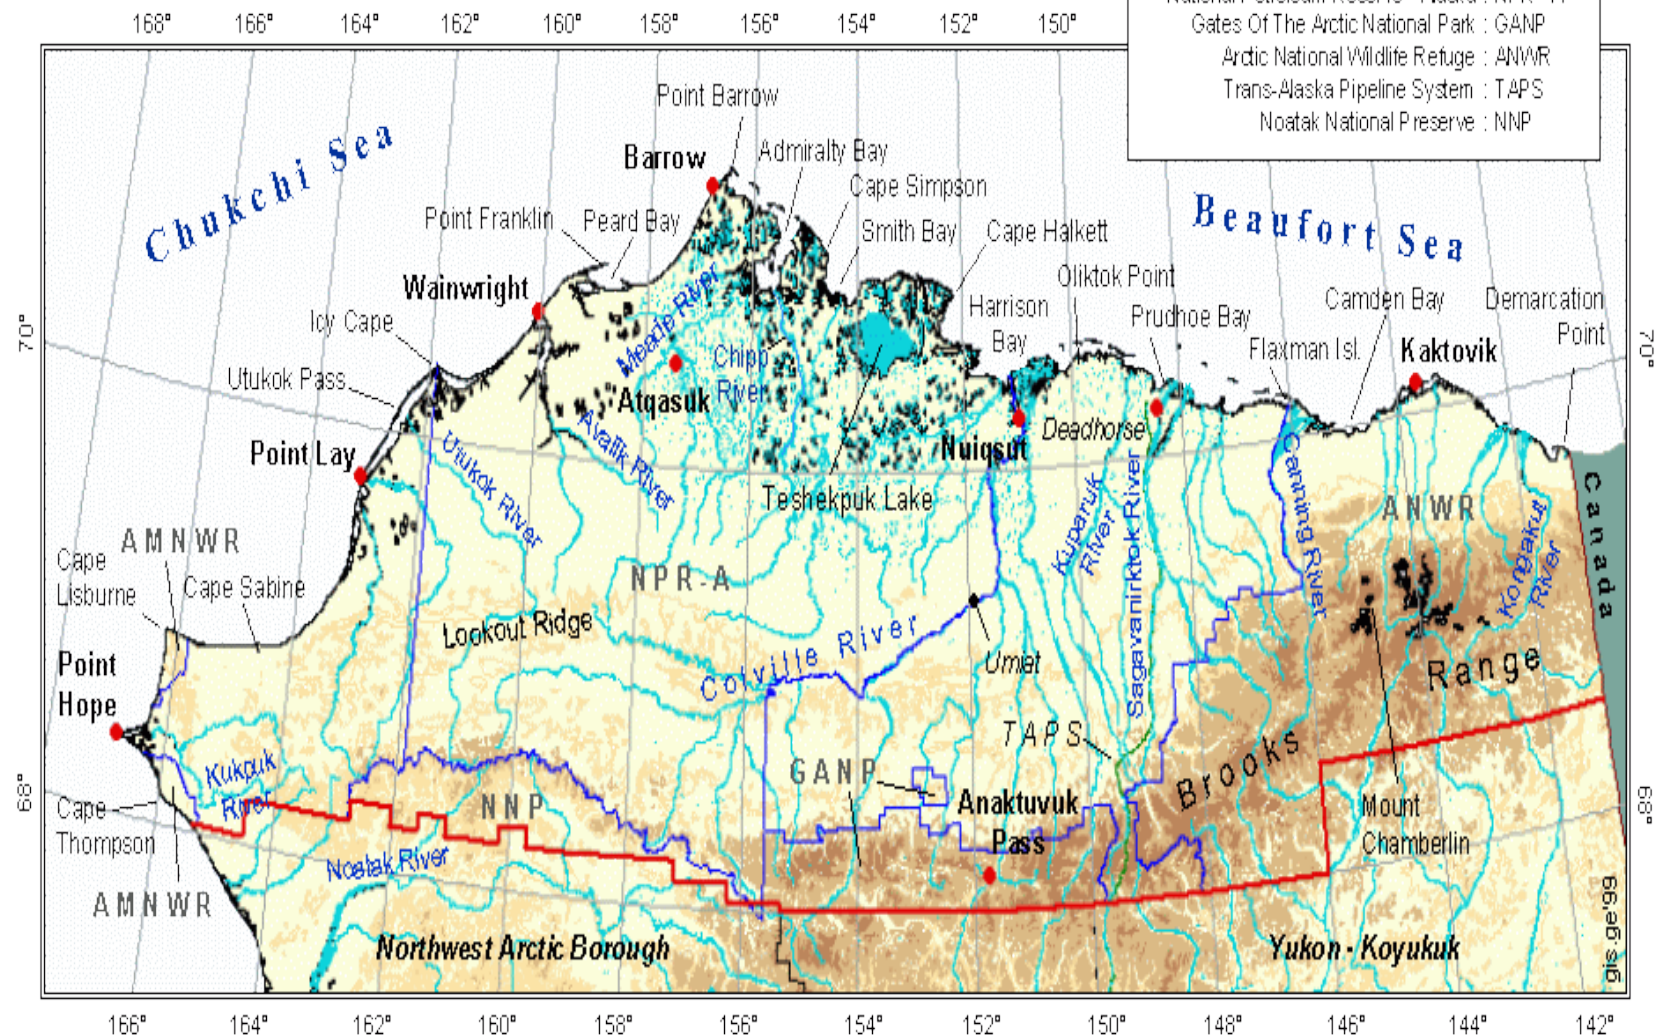 168°
166°
164°
162°
160°
158°
156°
154°
152°
150°
Gates Of The Arctic National Park : GANP
Arctic National Wildlife Refuge : ANWR
Trans-Alaska Pipeline System : TAPS
Noatak National Preserve : NNP
Chukchi Sea
Beaufort Sea
Point Barrow
Barrow
Admiralty Bay
Cape Simpson
Point Franklin
Peard Bay
Smith Bay
Cape Halkett
Oliktok Point
Wainwright
Icy Cape
Harrison
Bay
Prudhoe Bay
Camden Bay
Demarcation
Point
Flaxman Isl.
Kaktovik
70°
70°
Utukok Pass
Meade River
Chipp
River
Atqasuk
Point Lay
Utukok River
Avalik River
Nuiqsut
Deadhorse
Teshekpuk Lake
Kuparuk
River
Sagavanirktok River
Canning River
ANWR
Canada
Kongakut
River
AMNWR
Cape
Lisburne
Cape Sabine
NPR-A
Lookout Ridge
Colville River
Umiat
Point
Hope
TAPS
Brooks
Range
Kukpuk
River
GANP
NNP
Anaktuvuk
Pass
Mount
Chamberlin
68°
68°
Cape
Thompson
Noatak River
AMNWR
Northwest Arctic Borough
Yukon - Koyukuk
166°
164°
162°
160°
158°
156°
154°
152°
150°
148°
146°
144°
142°